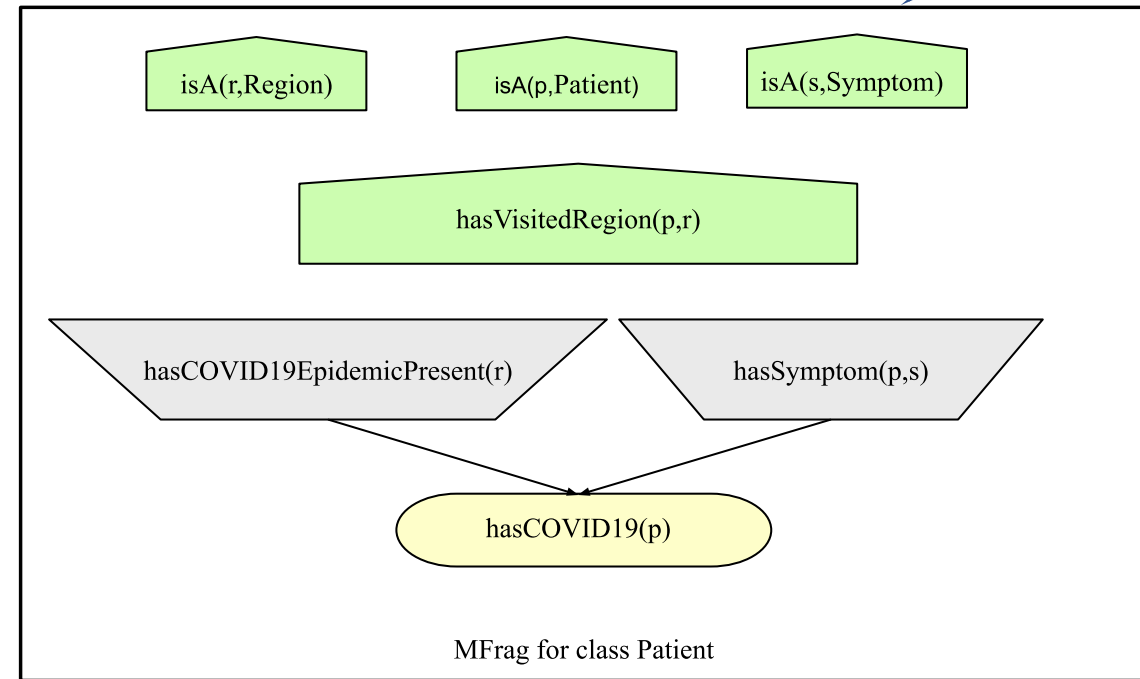 isA(r,Region)
isA(p,Patient)
isA(s,Symptom)
hasVisitedRegion(p,r)
hasCOVID19EpidemicPresent(r)
hasSymptom(p,s)
hasCOVID19(p)
MFrag for class Patient